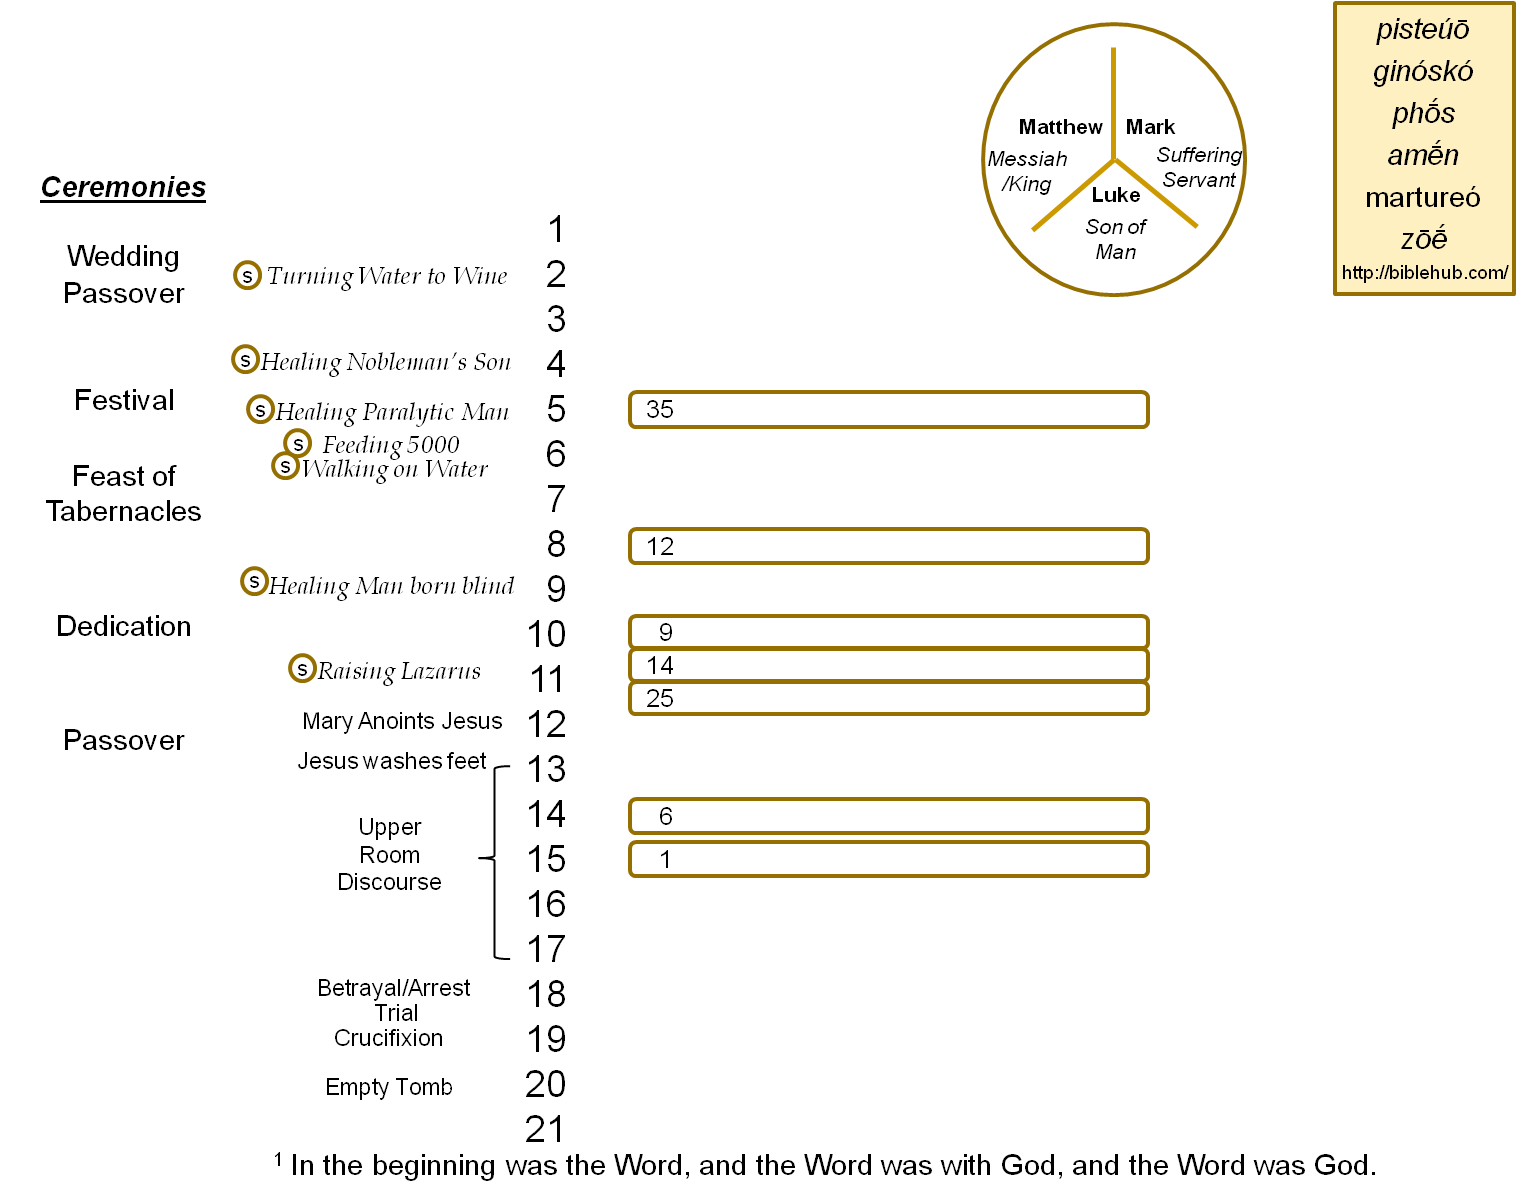 pisteúō
ginóskó
phṓs
amḗn
martureó
zōḗ
http://biblehub.com/
Matthew
Messiah
/King
Mark
Suffering
Servant
Luke
Son of
Man
Ceremonies
Wedding
Passover
Festival
Feast of
Tabernacles
Dedication
Passover
s Turning Water to Wine
s Healing Nobleman's Son
s Healing Paralytic Man
s Feeding 5000
s Walking on Water
s Healing Man born blind
s Raising Lazarus
Mary Anoints Jesus
Jesus washes feet
Upper
Room
Discourse
Betrayal/Arrest
Trial
Crucifixion
Empty Tomb
1
2
3
4
5
6
7
8
9
10
11
12
13
14
15
16
17
18
19
20
21
35
12
9
14
25
6
1
1 In the beginning was the Word, and the Word was with God, and the Word was God.